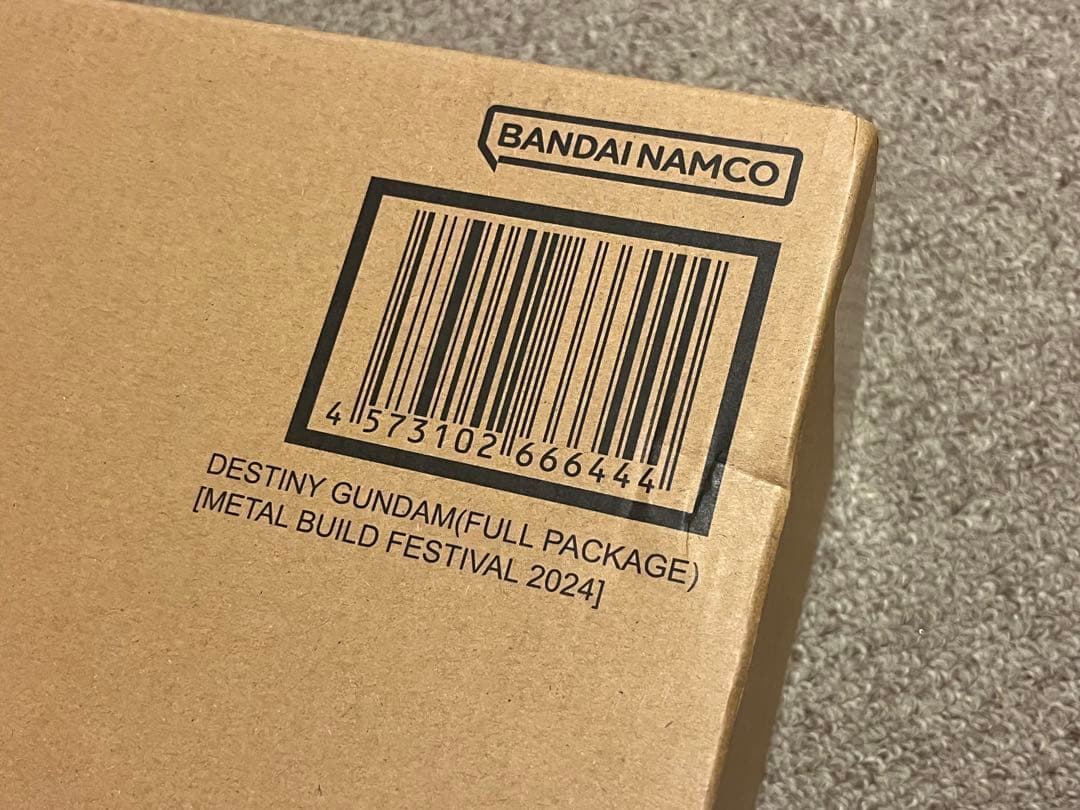 BANDAI NAMCO
4 573102 666444
DESTINY GUNDAM(FULL PACKAGE)
[METAL BUILD FESTIVAL 2024]